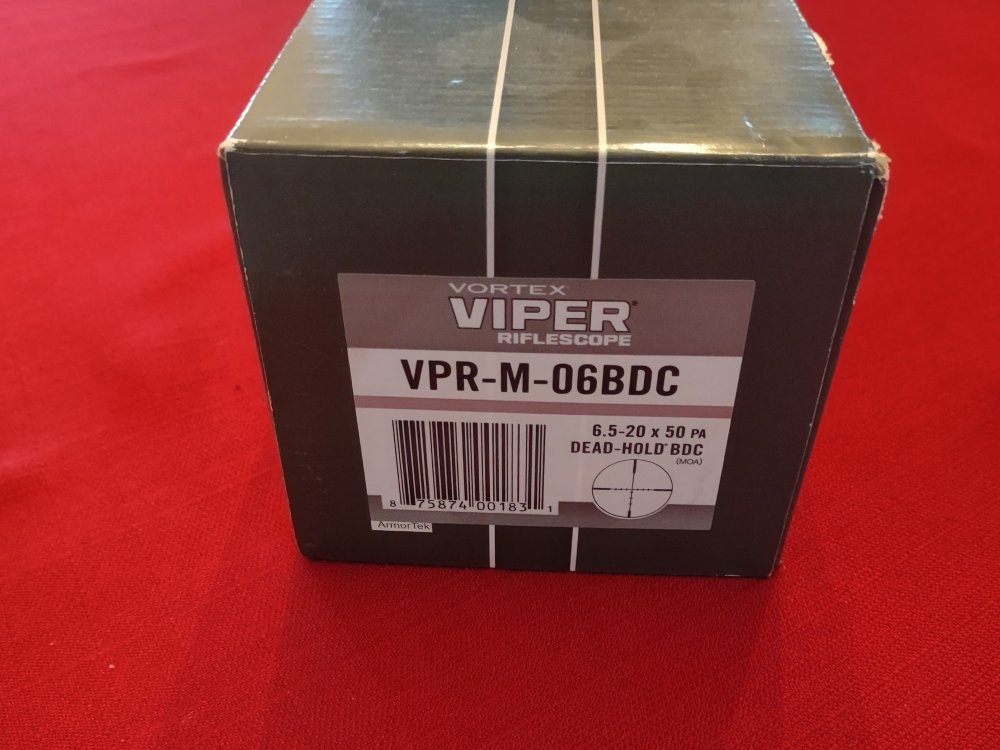 VORTEX
VIPER®
RIFLESCOPE
VPR-M-06BDC
6.5-20 x 50 PA
DEAD-HOLD® BDC
(MOA)
8 75874 00183 1
ArmorTek